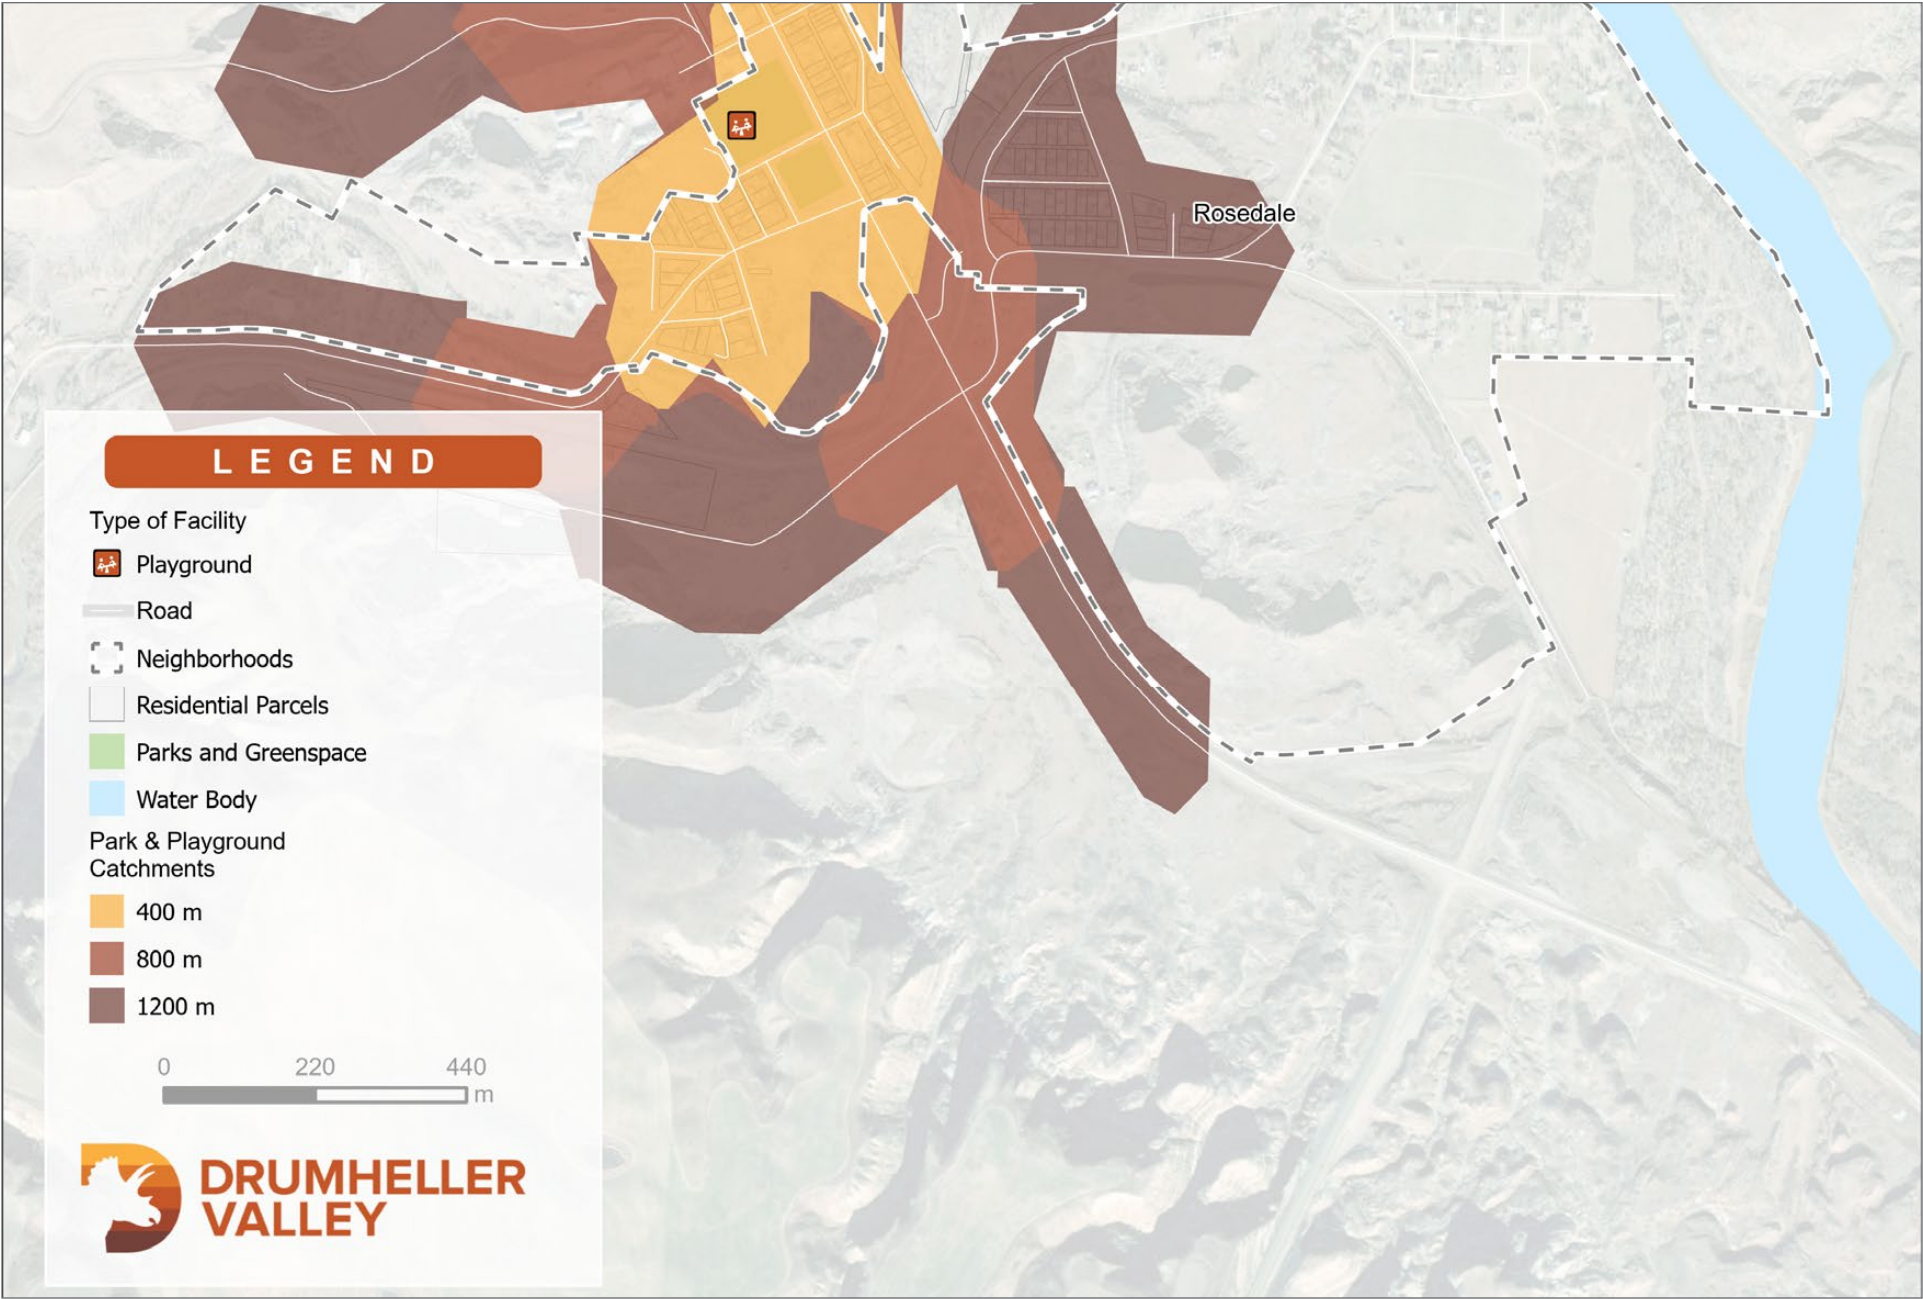 Rosedale
LEGEND
Type of Facility
Playground
Road
Neighborhoods
Residential Parcels
Parks and Greenspace
Water Body
Park & Playground
Catchments
400 m
800 m
1200 m
0 220 440
m
DRUMHELLER
VALLEY